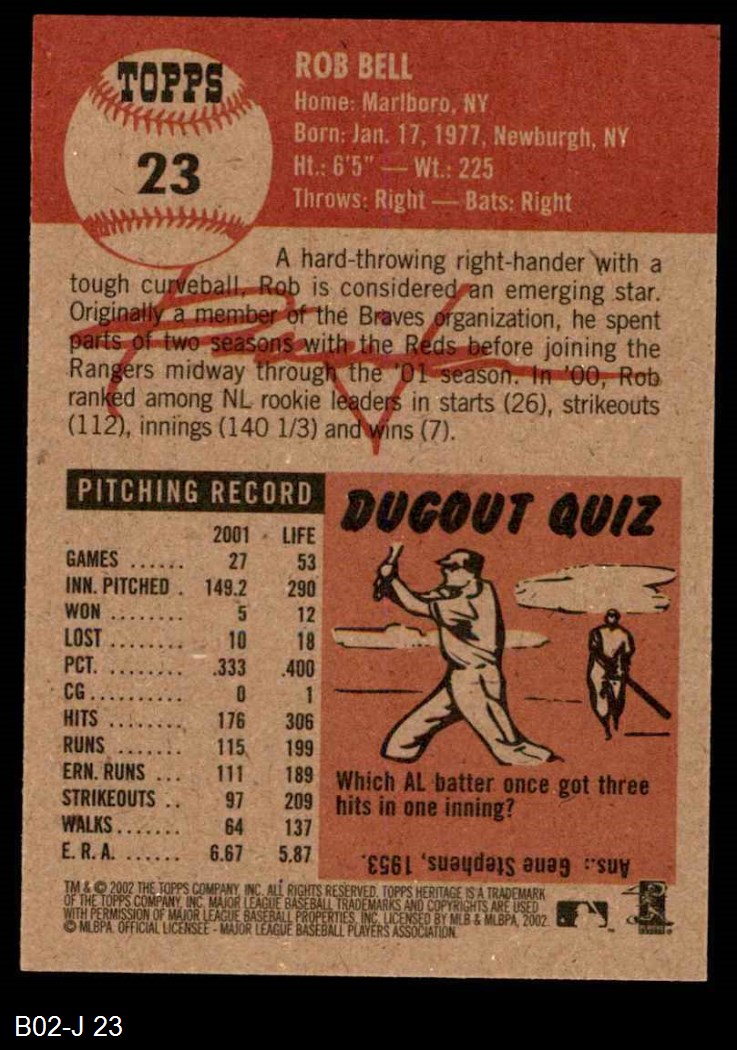 TOPPS
23
ROB BELL
Home: Marlboro, NY
Born: Jan. 17, 1977, Newburgh, NY
Ht.: 6'5" — Wt.: 225
Throws: Right — Bats: Right
A hard-throwing right-hander with a
tough curveball, Rob is considered an emerging star.
Originally a member of the Braves organization, he spent
parts of two seasons with the Reds before joining the
Rangers midway through the '01 season. In '00, Rob
ranked among NL rookie leaders in starts (26), strikeouts
(112), innings (140 1/3) and wins (7).
PITCHING RECORD
2001 LIFE
GAMES ...... 27 53
INN. PITCHED . 149.2 290
WON ........ 5 12
LOST ........ 10 18
PCT. ........ .333 .400
CG .......... 0 1
HITS ........ 176 306
RUNS ....... 115 199
ERN. RUNS ... 111 189
STRIKEOUTS .. 97 209
WALKS....... 64 137
E. R. A. ...... 6.67 5.87
DUGOUT QUIZ
Which AL batter once got three
hits in one inning?
Ans.: Gene Stephens, 1953.
TM & © 2002 THE TOPPS COMPANY, INC. ALL RIGHTS RESERVED. TOPPS HERITAGE IS A TRADEMARK
OF THE TOPPS COMPANY, INC. MAJOR LEAGUE BASEBALL TRADEMARKS AND COPYRIGHTS ARE USED
WITH PERMISSION OF MAJOR LEAGUE BASEBALL PROPERTIES, INC. LICENSED BY MLB & MLBPA, 2002.
© MLBPA. OFFICIAL LICENSEE - MAJOR LEAGUE BASEBALL PLAYERS ASSOCIATION.
B02-J 23